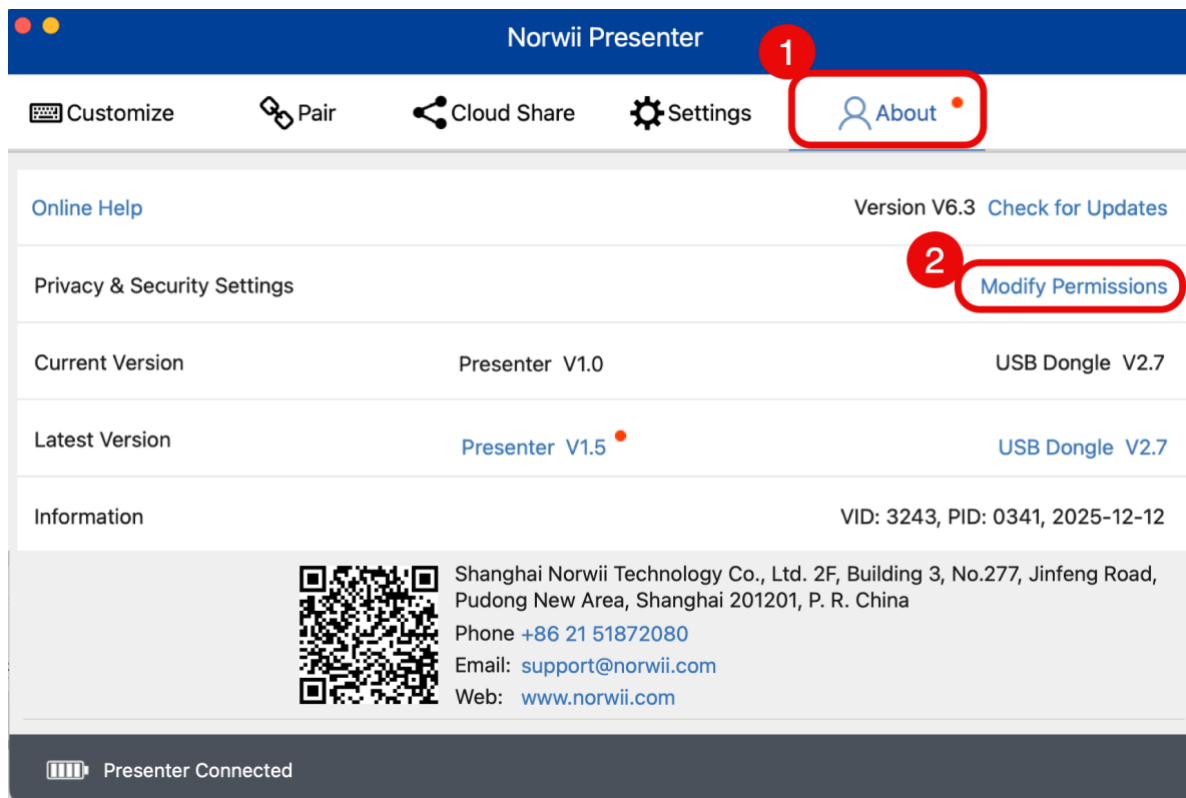 Norwii Presenter
1
Customize Pair Cloud Share Settings About
Online Help Version V6.3 Check for Updates
2
Privacy & Security Settings Modify Permissions
Current Version Presenter V1.0 USB Dongle V2.7
Latest Version Presenter V1.5 USB Dongle V2.7
Information VID: 3243, PID: 0341, 2025-12-12
Shanghai Norwii Technology Co., Ltd. 2F, Building 3, No.277, Jinfeng Road,
Pudong New Area, Shanghai 201201, P. R. China
Phone +86 21 51872080
Email: support@norwii.com
Web: www.norwii.com
Presenter Connected